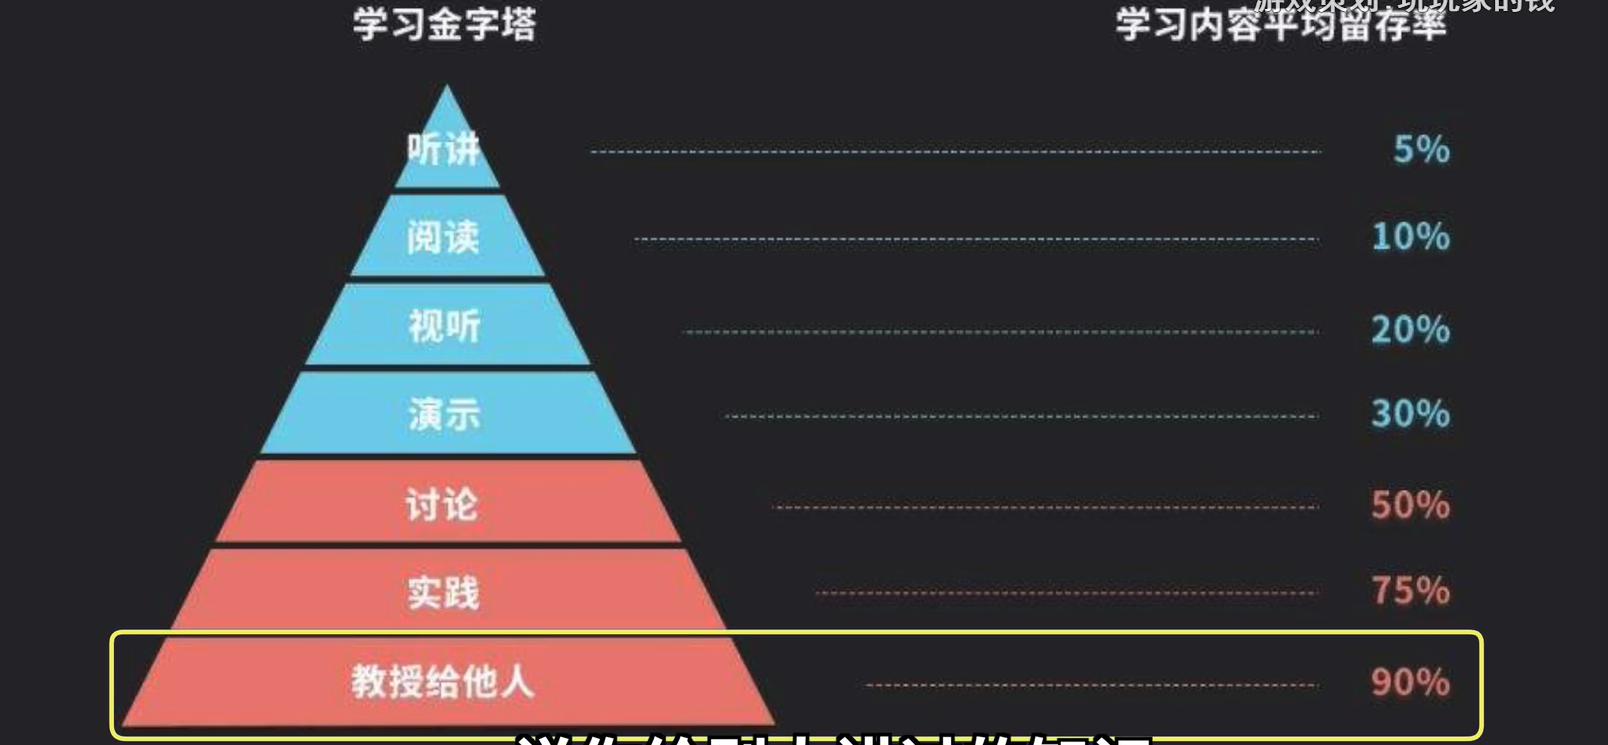 学习金字塔
学习内容平均留存率
听讲 5%
阅读 10%
视听 20%
演示 30%
讨论 50%
实践 75%
教授给他人 90%